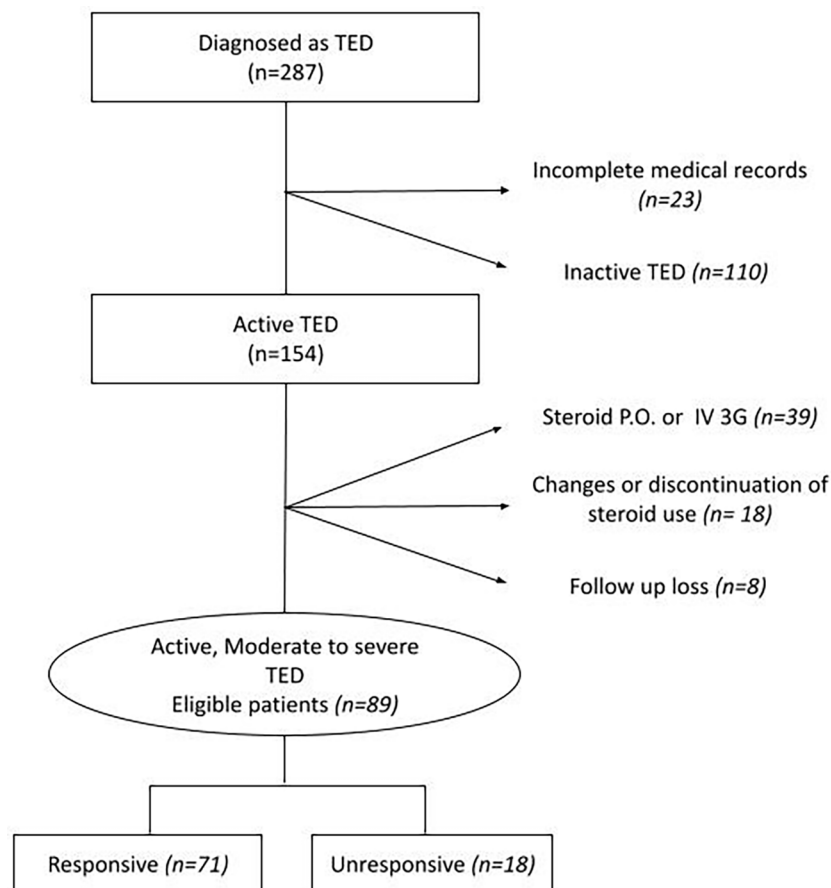 Diagnosed as TED
(n=287)
Incomplete medical records
(n=23)
Inactive TED (n=110)
Active TED
(n=154)
Steroid P.O. or  IV 3G (n=39)
Changes or discontinuation of
steroid use (n= 18)
Follow up loss (n=8)
Active, Moderate to severe
TED
Eligible patients (n=89)
Responsive (n=71)
Unresponsive (n=18)